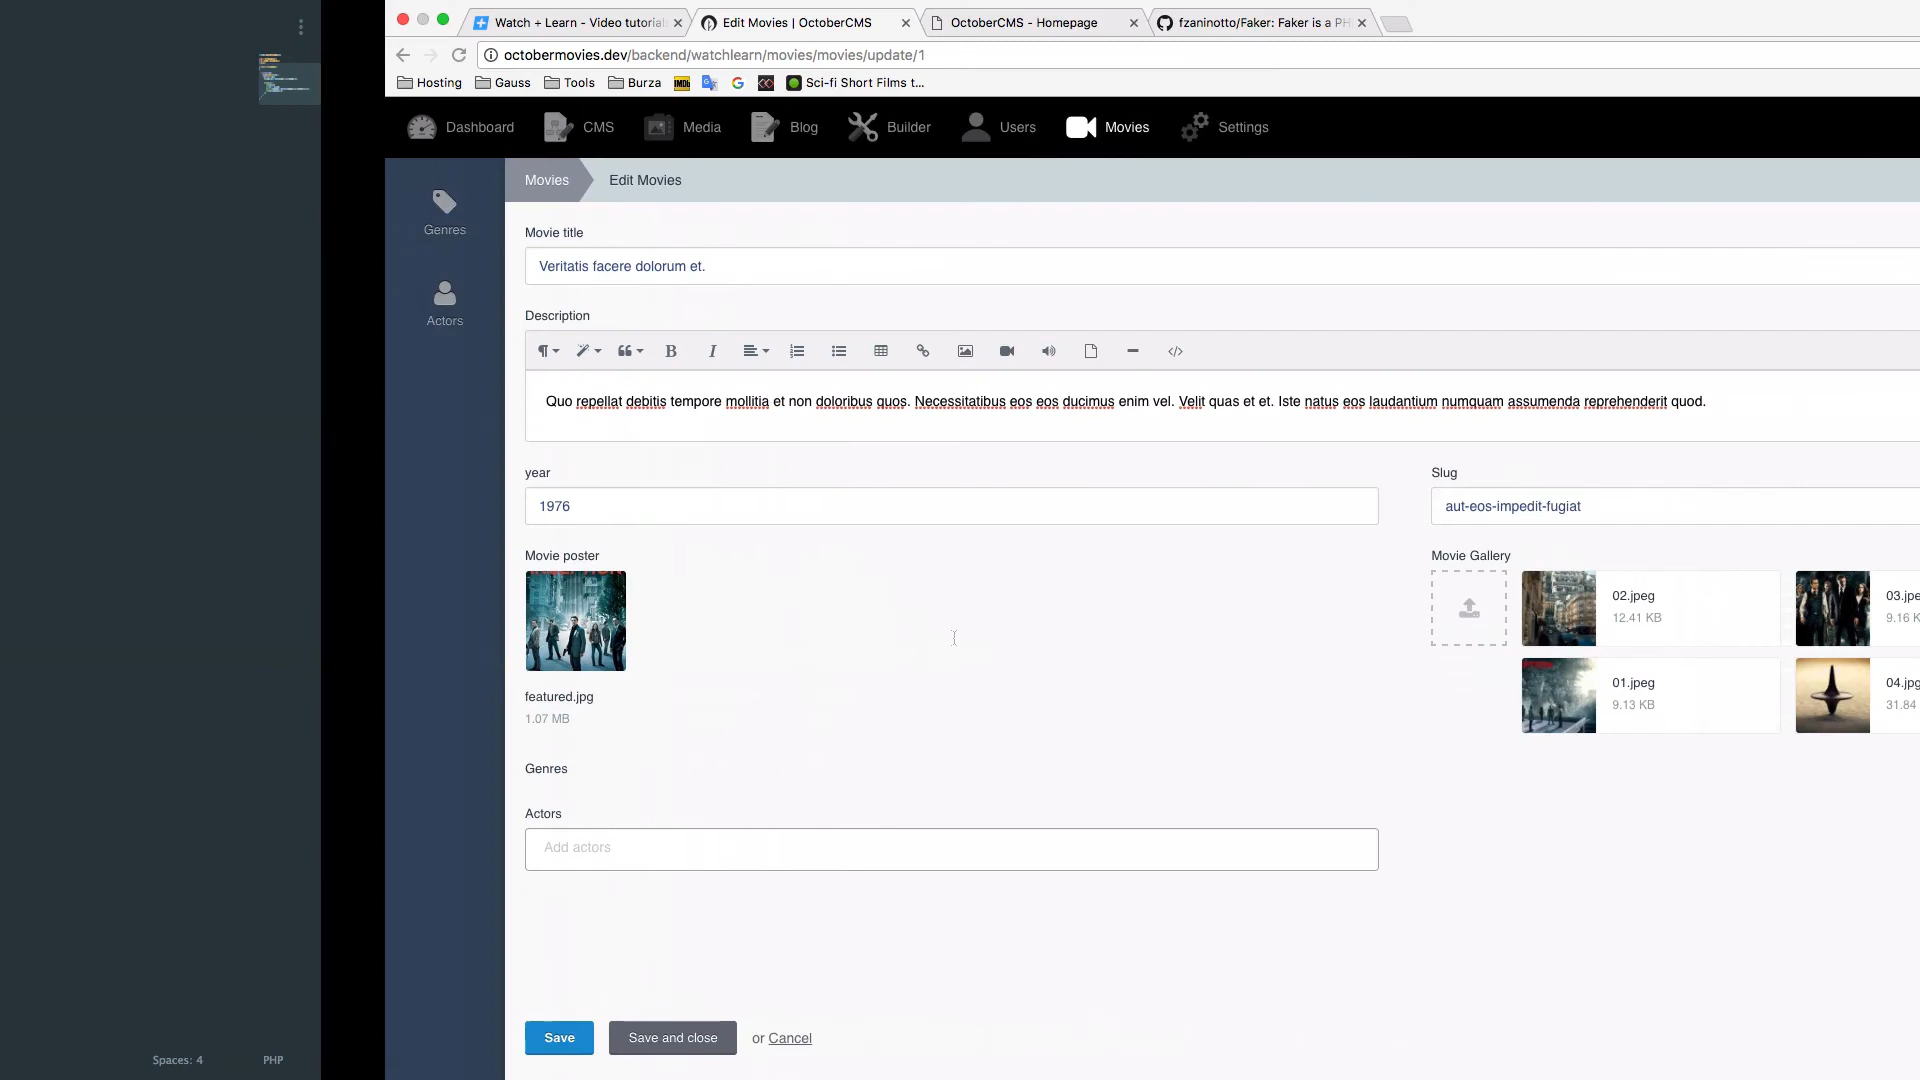 Watch + Learn - Video tutorial
Edit Movies | OctoberCMS
OctoberCMS - Homepage
fzaninotto/Faker: Faker is a PH
octobermovies.dev/backend/watchlearn/movies/movies/update/1
Hosting
Gauss
Tools
Burza
IMDb
Sci-fi Short Films t...
Dashboard
CMS
Media
Blog
Builder
Users
Movies
Settings
Genres
Actors
Movies
Edit Movies
Movie title
Veritatis facere dolorum et.
Description
Quo repellat debitis tempore mollitia et non doloribus quos. Necessitatibus eos eos ducimus enim vel. Velit quas et et. Iste natus eos laudantium numquam assumenda reprehenderit quod.
year
1976
Slug
aut-eos-impedit-fugiat
Movie poster
featured.jpg
1.07 MB
Movie Gallery
02.jpeg
12.41 KB
03.jpe
9.16 K
01.jpeg
9.13 KB
04.jpg
31.84
Genres
Actors
Add actors
Save
Save and close
or Cancel
Spaces: 4
PHP